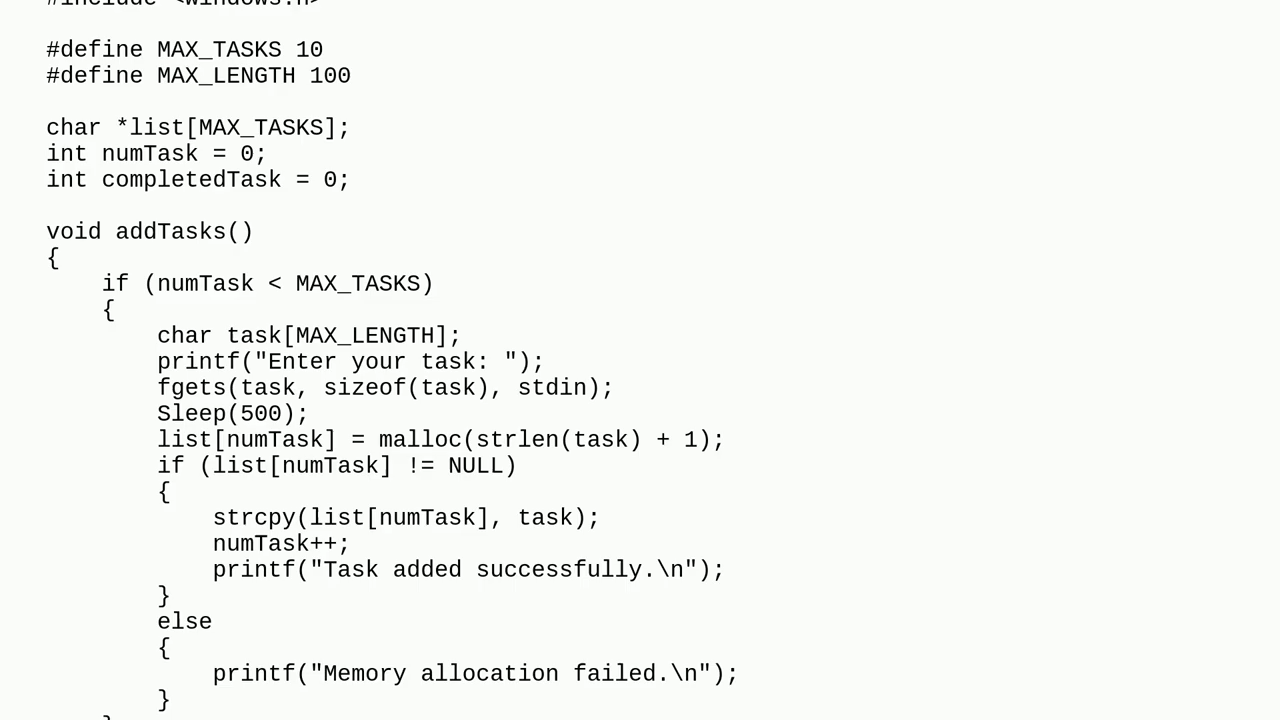 #include <windows.h>
#define MAX_TASKS 10
#define MAX_LENGTH 100
char *list[MAX_TASKS];
int numTask = 0;
int completedTask = 0;
void addTasks()
{
    if (numTask < MAX_TASKS)
    {
        char task[MAX_LENGTH];
        printf("Enter your task: ");
        fgets(task, sizeof(task), stdin);
        Sleep(500);
        list[numTask] = malloc(strlen(task) + 1);
        if (list[numTask] != NULL)
        {
            strcpy(list[numTask], task);
            numTask++;
            printf("Task added successfully.\n");
        }
        else
        {
            printf("Memory allocation failed.\n");
        }
    }